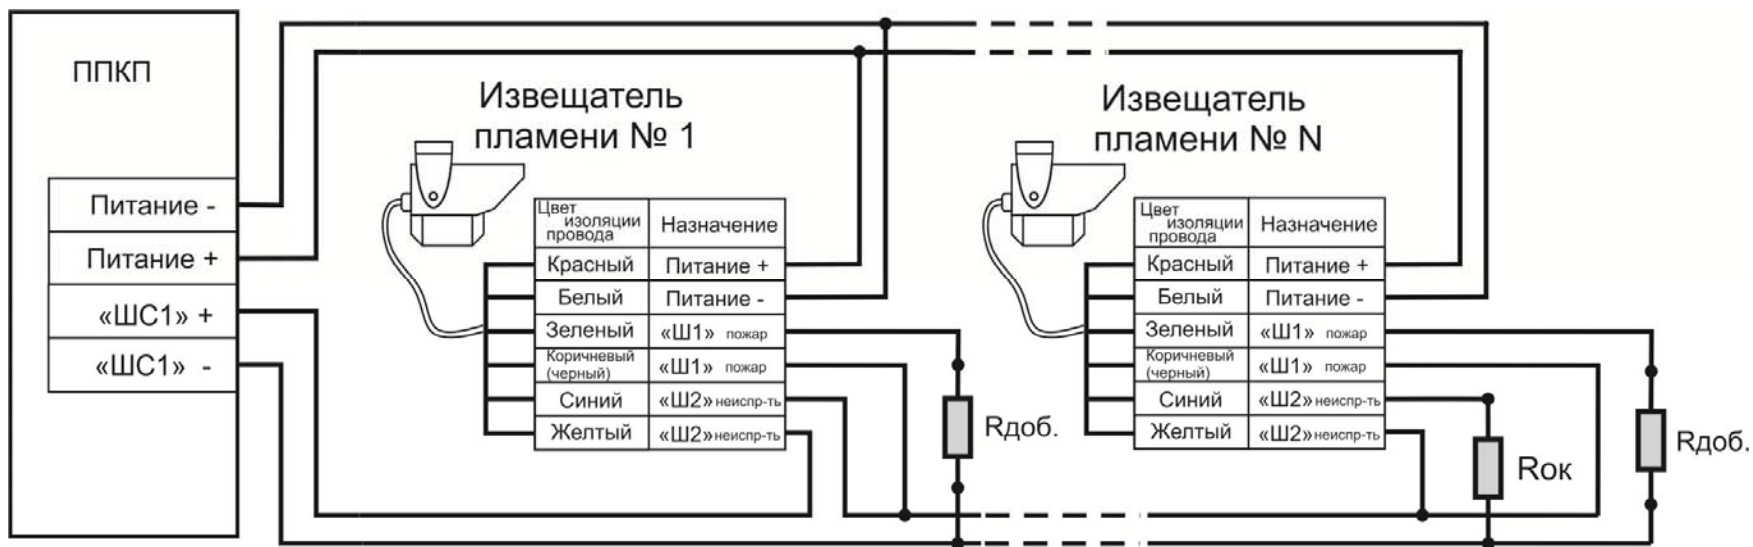 ППКП
Питание -
Питание +
«ШС1» +
«ШС1» -
Извещатель
пламени № 1
Цвет
изоляции
провода
Назначение
Красный
Питание +
Белый
Питание -
Зеленый
«Ш1» пожар
Коричневый
(черный)
«Ш1» пожар
Синий
«Ш2» неиспр-ть
Желтый
«Ш2» неиспр-ть
Rдоб.
Извещатель
пламени № N
Цвет
изоляции
провода
Назначение
Красный
Питание +
Белый
Питание -
Зеленый
«Ш1» пожар
Коричневый
(черный)
«Ш1» пожар
Синий
«Ш2» неиспр-ть
Желтый
«Ш2» неиспр-ть
Rок
Rдоб.